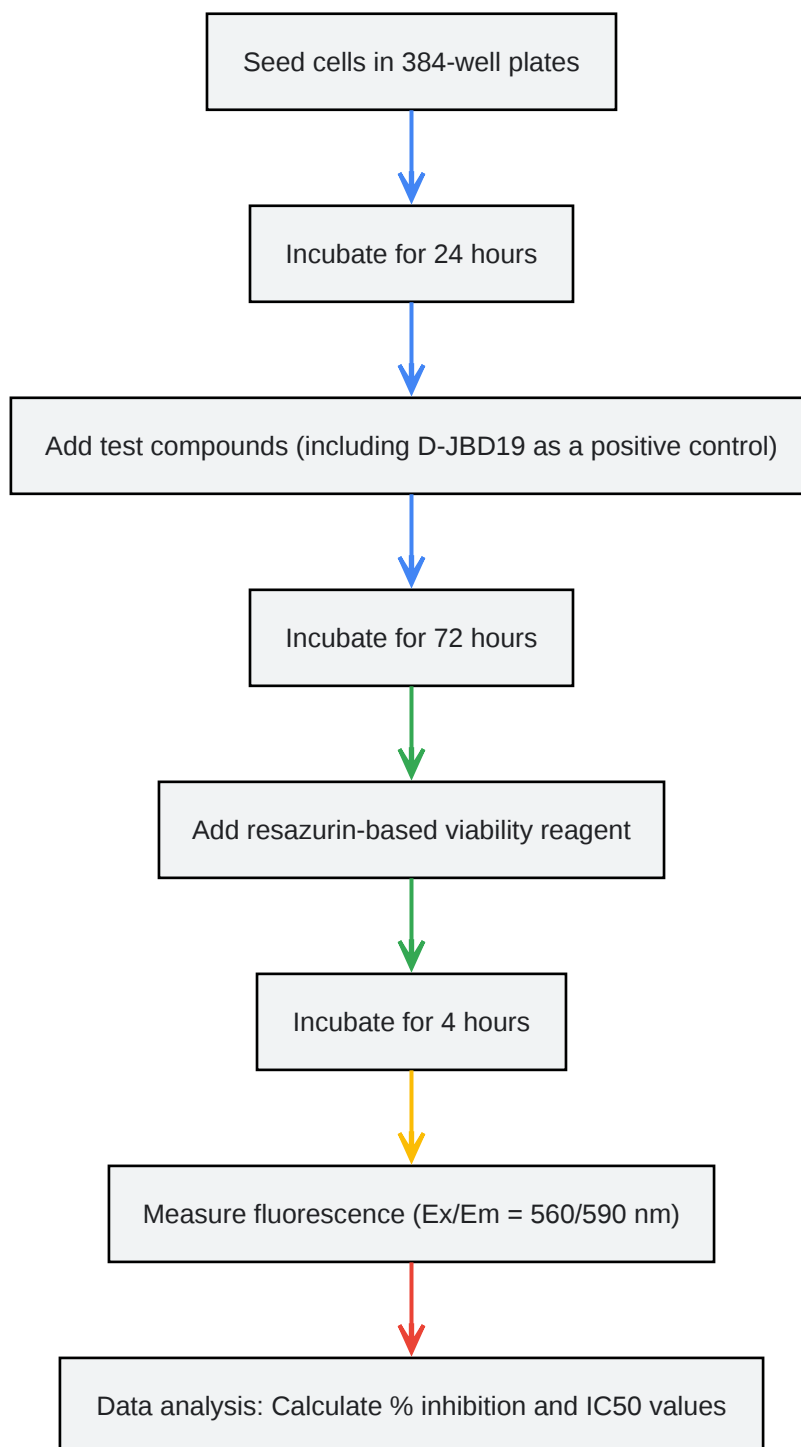 Seed cells in 384-well plates
Incubate for 24 hours
Add test compounds (including D-JBD19 as a positive control)
Incubate for 72 hours
Add resazurin-based viability reagent
Incubate for 4 hours
Measure fluorescence (Ex/Em = 560/590 nm)
Data analysis: Calculate % inhibition and IC50 values